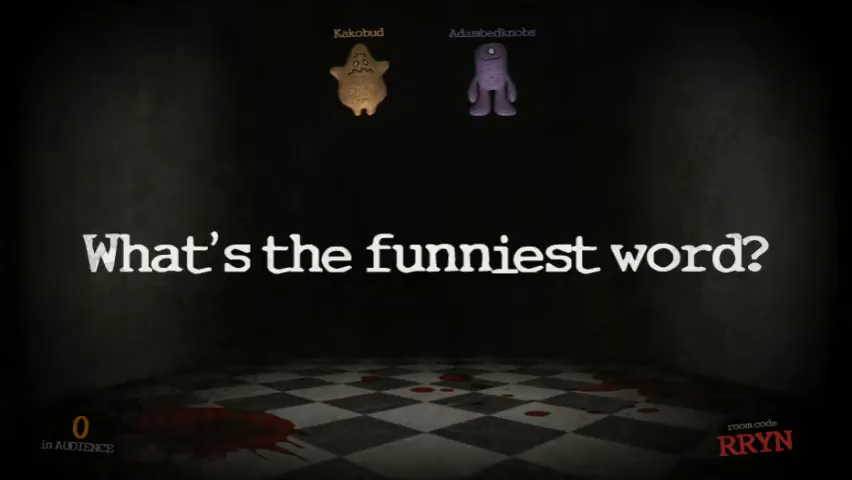 Kakobud
Adambedknobs
What's the funniest word?
0
in AUDIENCE
room code
RRYN